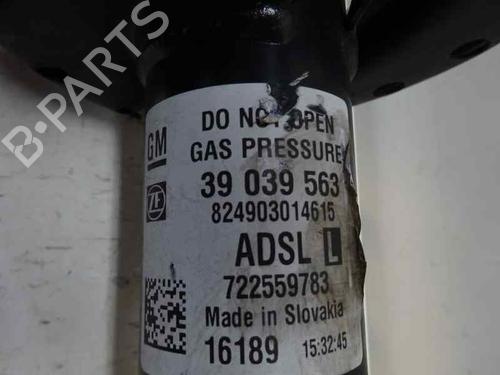 B-PARTS
DO NOT OPEN
GM GAS PRESSURE
39 039 563
ZF
824903014615
ADSL L
722559783
Made in Slovakia
16189 15:32:45